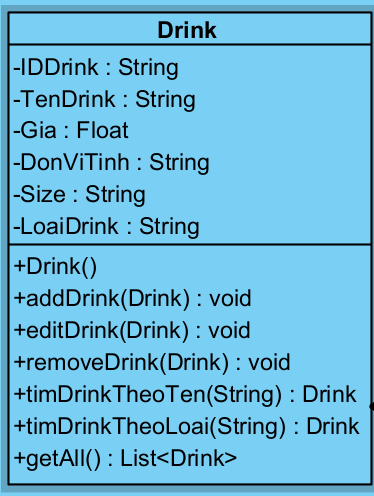 Drink
-IDDrink : String
-TenDrink : String
-Gia : Float
-DonViTinh : String
-Size : String
-LoaiDrink : String
+Drink()
+addDrink(Drink) : void
+editDrink(Drink) : void
+removeDrink(Drink) : void
+timDrinkTheoTen(String) : Drink
+timDrinkTheoLoai(String) : Drink
+getAll() : List<Drink>